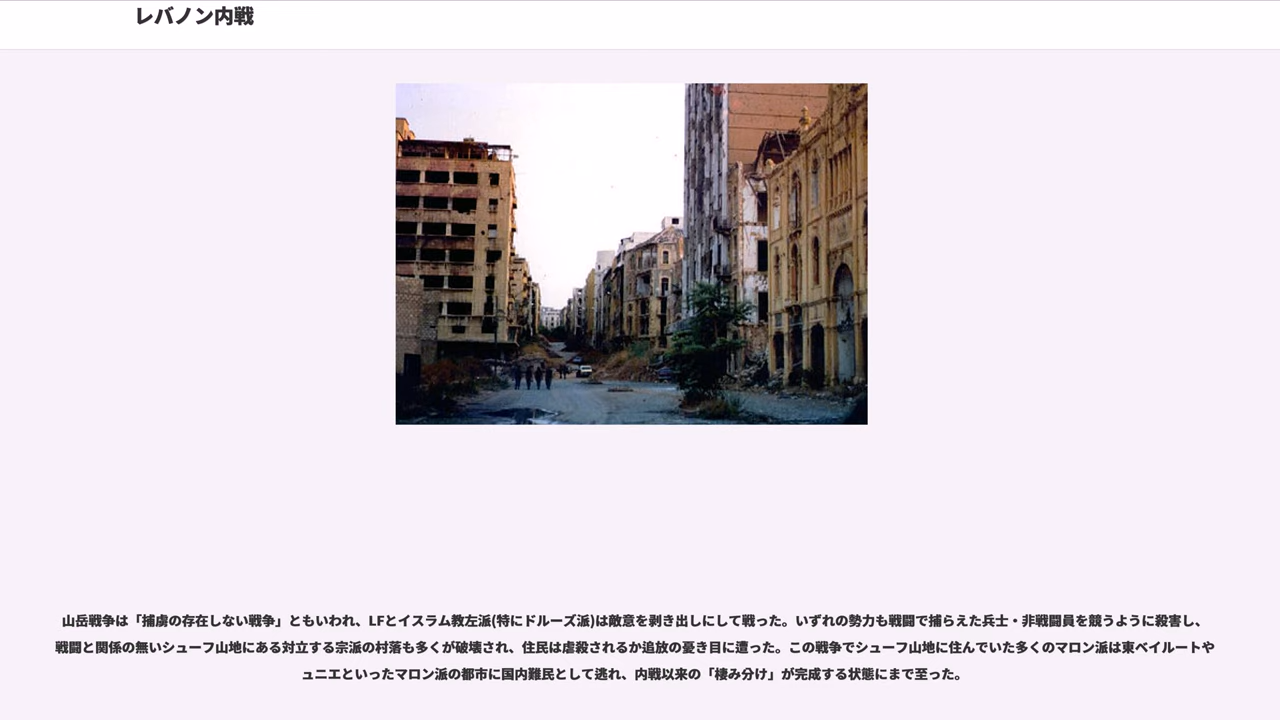 レバノン内戦
山岳戦争は「捕虜の存在しない戦争」ともいわれ、LFとイスラム教左派(特にドルーズ派)は敵意を剥き出しにして戦った。いずれの勢力も戦闘で捕らえた兵士・非戦闘員を競うように殺害し、
戦闘と関係の無いシューフ山地にある対立する宗派の村落も多くが破壊され、住民は虐殺されるか追放の憂き目に遭った。この戦争でシューフ山地に住んでいた多くのマロン派は東ベイルートや
ュニエといったマロン派の都市に国内難民として逃れ、内戦以来の「棲み分け」が完成する状態にまで至った。